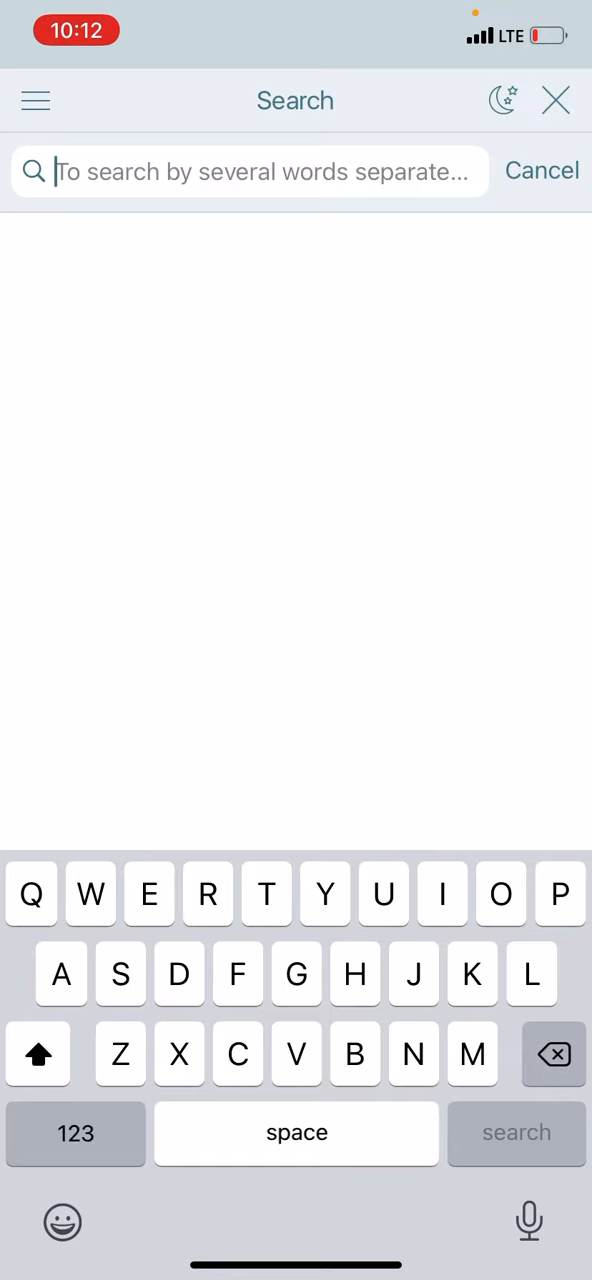 10:12
LTE
Search
To search by several words separate...
Cancel
Q W E R T Y U I O P
A S D F G H J K L
Z X C V B N M
123 space search